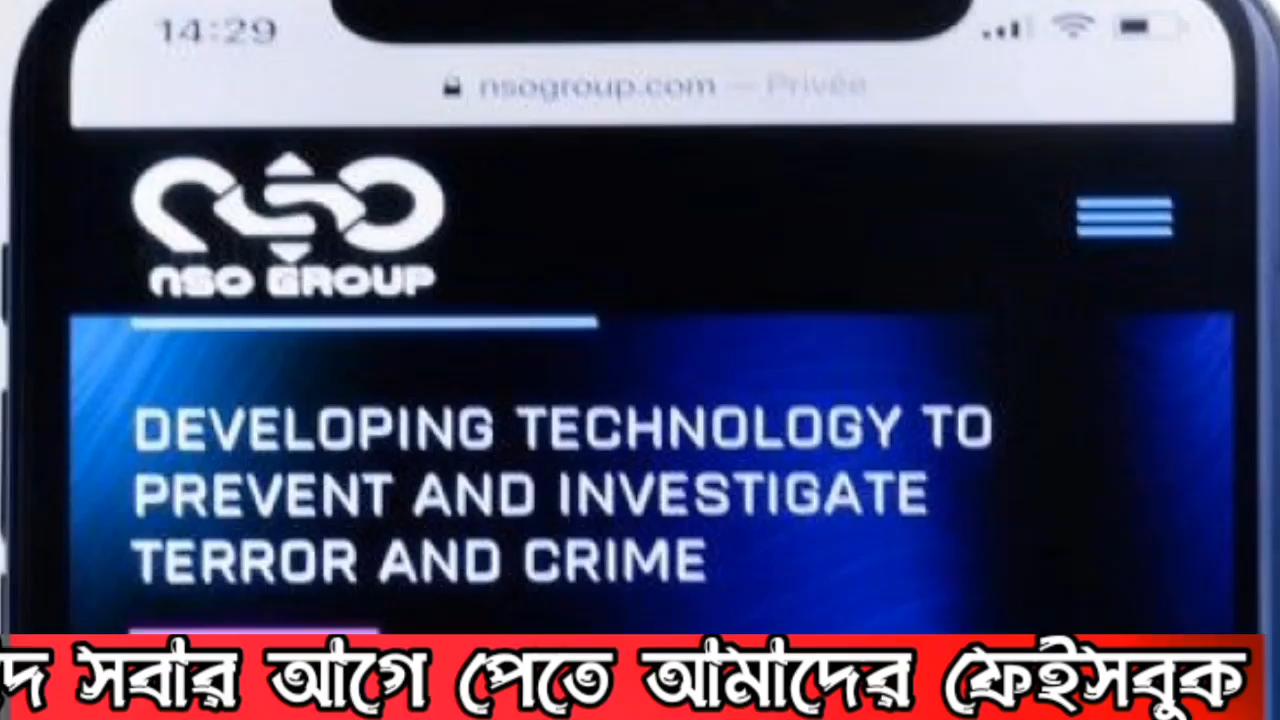 14:29
nsogroup.com — Privée
NSO GROUP
DEVELOPING TECHNOLOGY TO
PREVENT AND INVESTIGATE
TERROR AND CRIME
সবার আগে পেতে আমাদের ফেইসবুক